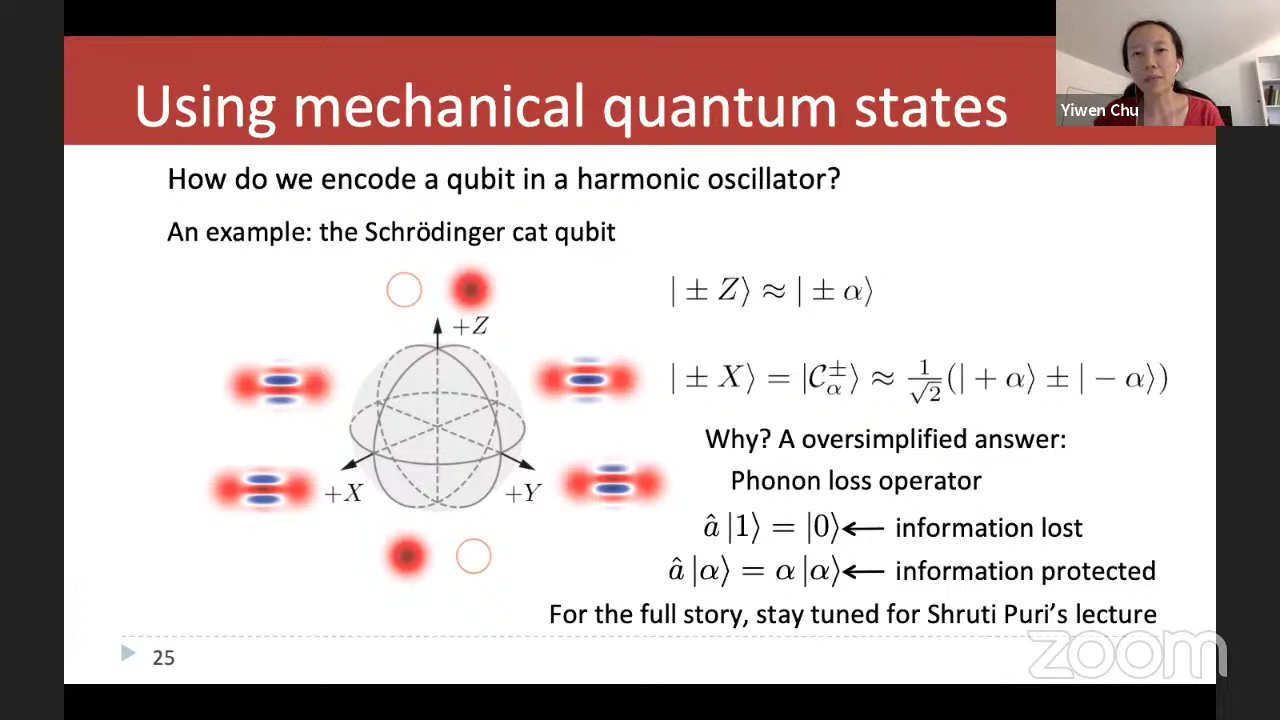 Using mechanical quantum states
Yiwen Chu
How do we encode a qubit in a harmonic oscillator?
An example: the Schrödinger cat qubit
+Z
+X
+Y
| ± Z⟩ ≈ | ± α⟩
| ± X⟩ = |𝒞±α⟩ ≈ 1/√2 (| + α⟩ ± | − α⟩)
Why? A oversimplified answer:
Phonon loss operator
â |1⟩ = |0⟩ ← information lost
â |α⟩ = α |α⟩ ← information protected
For the full story, stay tuned for Shruti Puri’s lecture
25
zoom